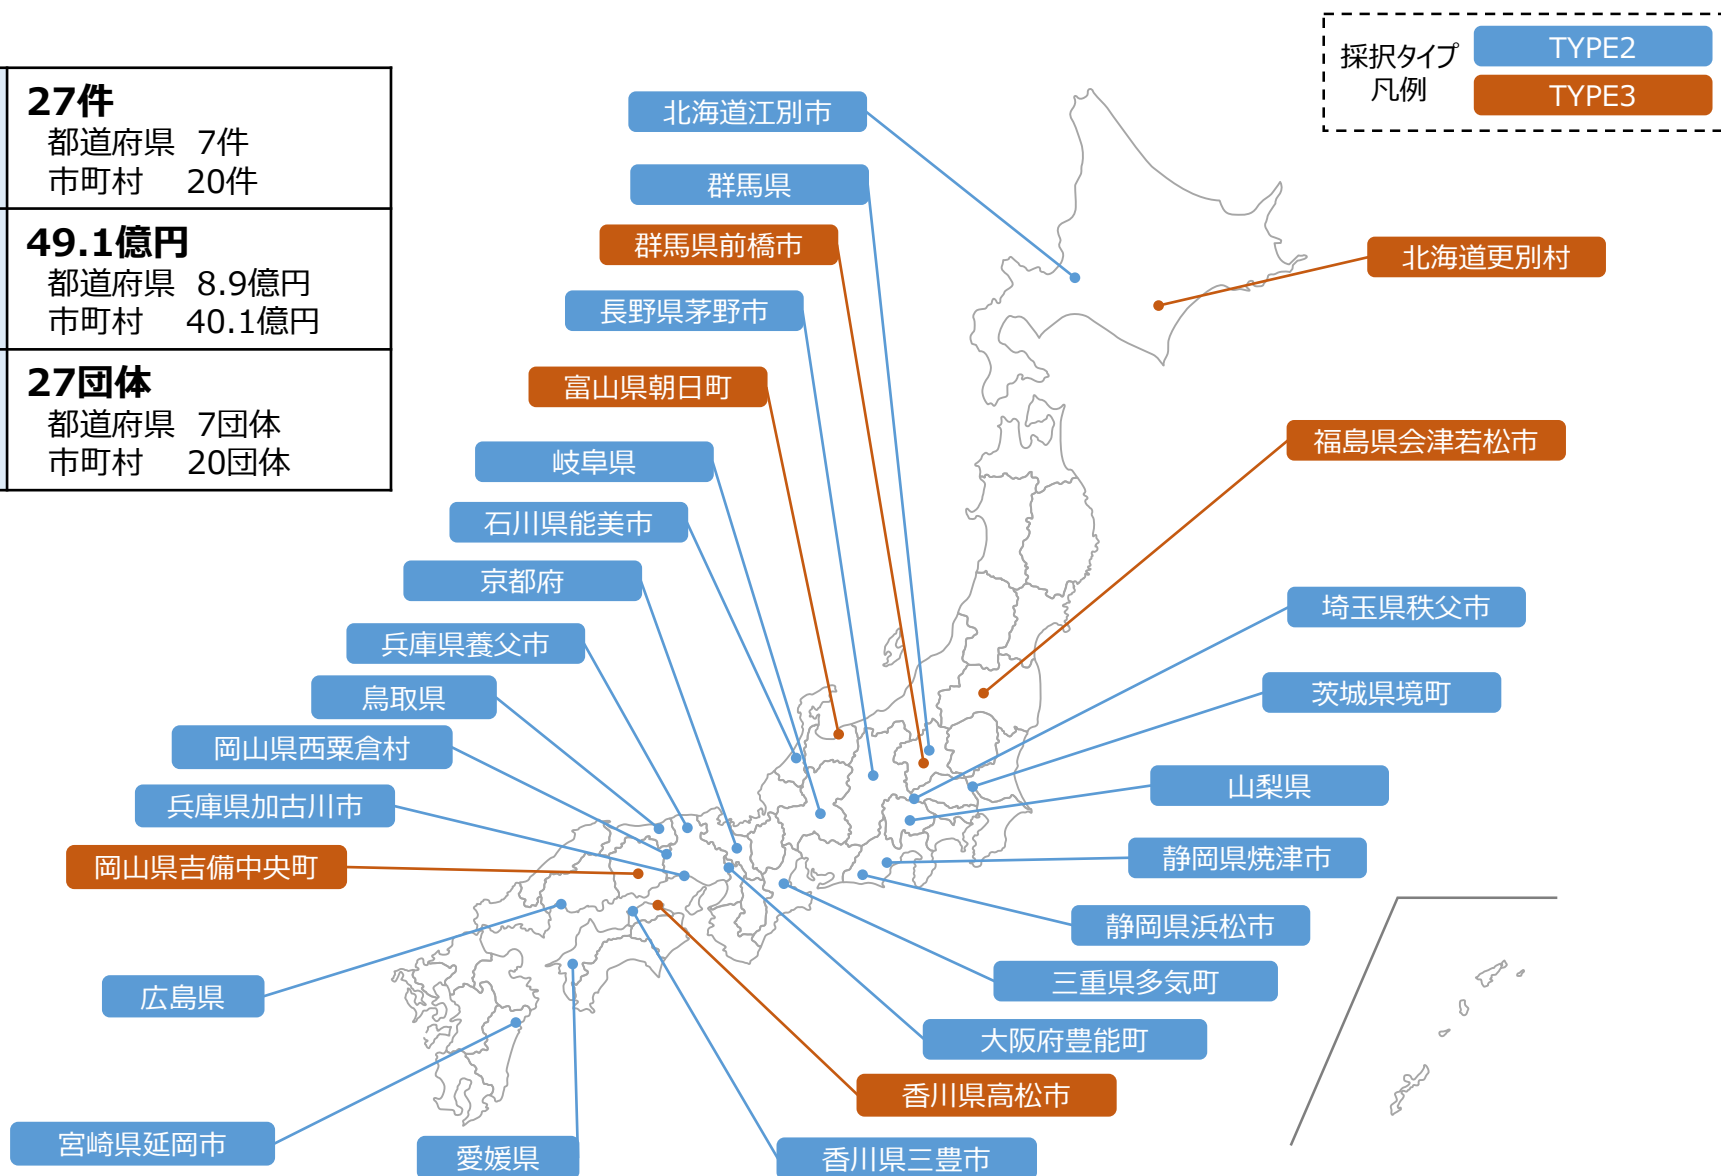 採択タイプ
凡例
TYPE2
TYPE3
27件
都道府県 7件
市町村 20件
49.1億円
都道府県 8.9億円
市町村 40.1億円
27団体
都道府県 7団体
市町村 20団体
北海道江別市
群馬県
群馬県前橋市
長野県茅野市
富山県朝日町
岐阜県
石川県能美市
京都府
兵庫県養父市
鳥取県
岡山県西粟倉村
兵庫県加古川市
岡山県吉備中央町
広島県
宮崎県延岡市
愛媛県
香川県三豊市
香川県高松市
大阪府豊能町
三重県多気町
静岡県浜松市
静岡県焼津市
山梨県
茨城県境町
埼玉県秩父市
福島県会津若松市
北海道更別村